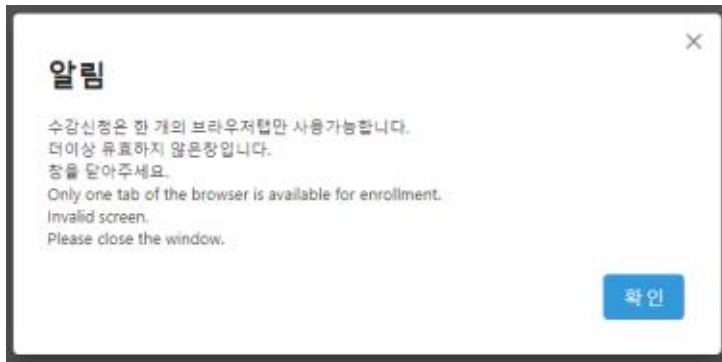 알림
수강신청은 한 개의 브라우저탭만 사용가능합니다.
더이상 유효하지 않은창입니다.
창을 닫아주세요.
Only one tab of the browser is available for enrollment.
Invalid screen.
Please close the window.
확인